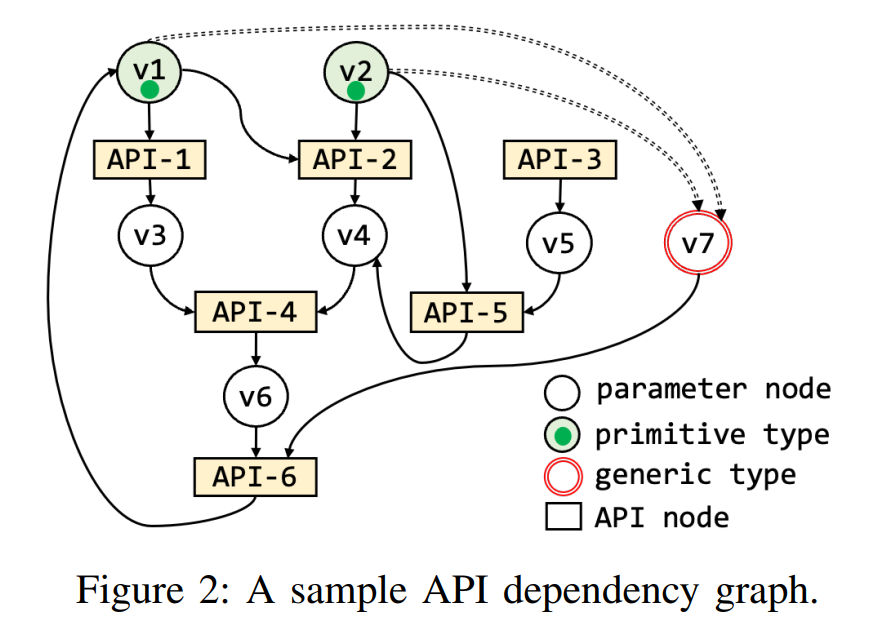 v1
v2
API-1
API-2
API-3
v3
v4
v5
v7
API-4
API-5
v6
API-6
parameter node
primitive type
generic type
API node
Figure 2: A sample API dependency graph.